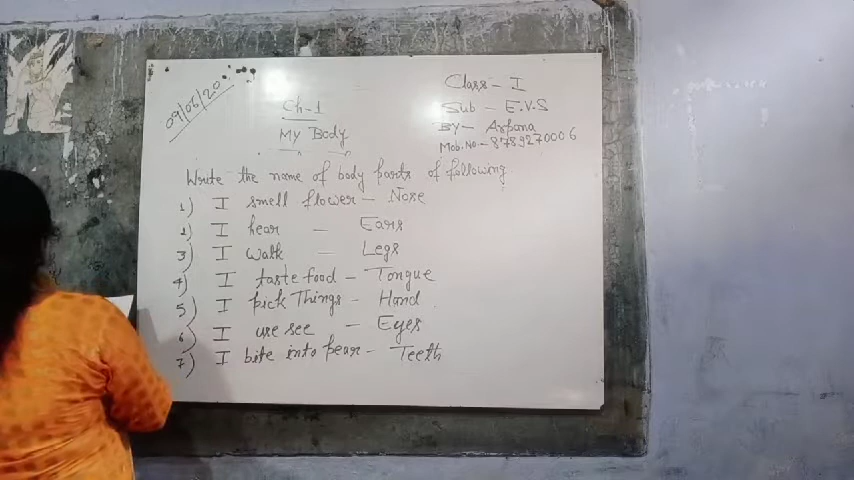 09/06/20
Class - I
Ch-1
Sub - E.V.S
My Body
BY - Arpana
Mob. No - 8789270006
Write the name of body parts of following
1) I smell flower - Nose
2) I hear - Ears
3) I walk - Legs
4) I taste food - Tongue
5) I pick Things - Hand
6) I use see - Eyes
7) I bite into pear - Teeth